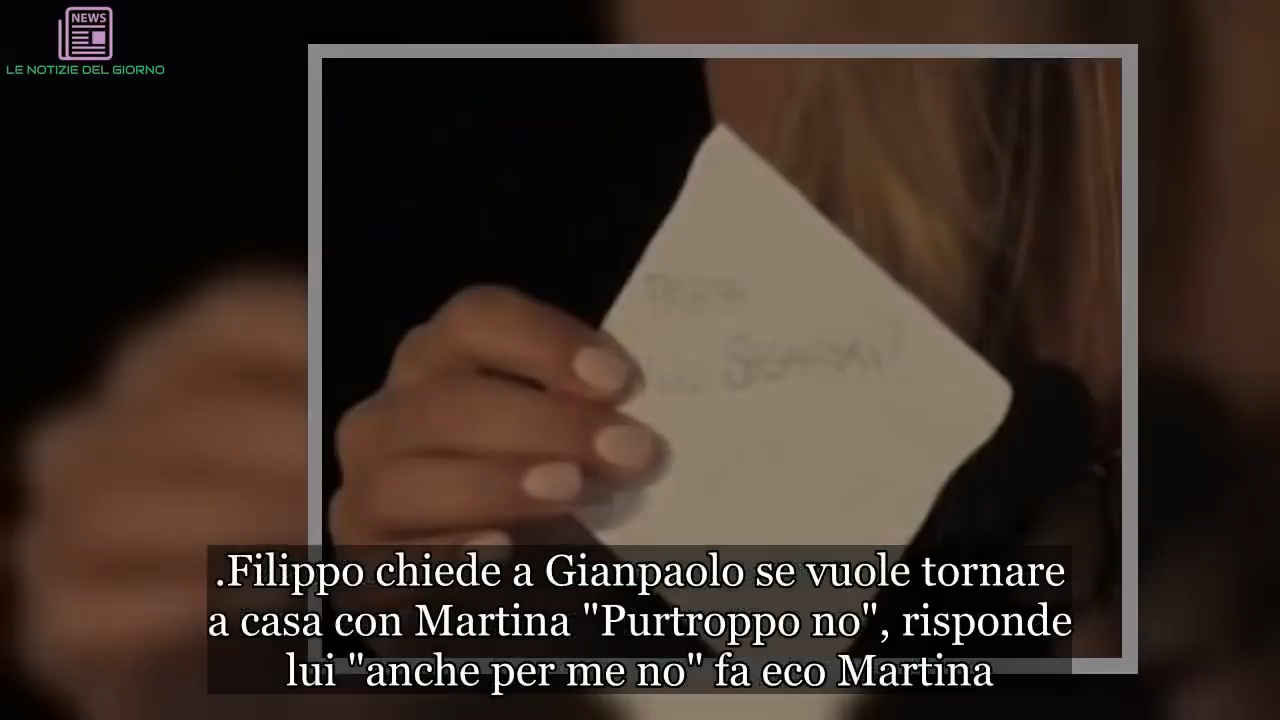 NEWS
LE NOTIZIE DEL GIORNO
.Filippo chiede a Gianpaolo se vuole tornare
a casa con Martina "Purtroppo no", risponde
lui "anche per me no" fa eco Martina